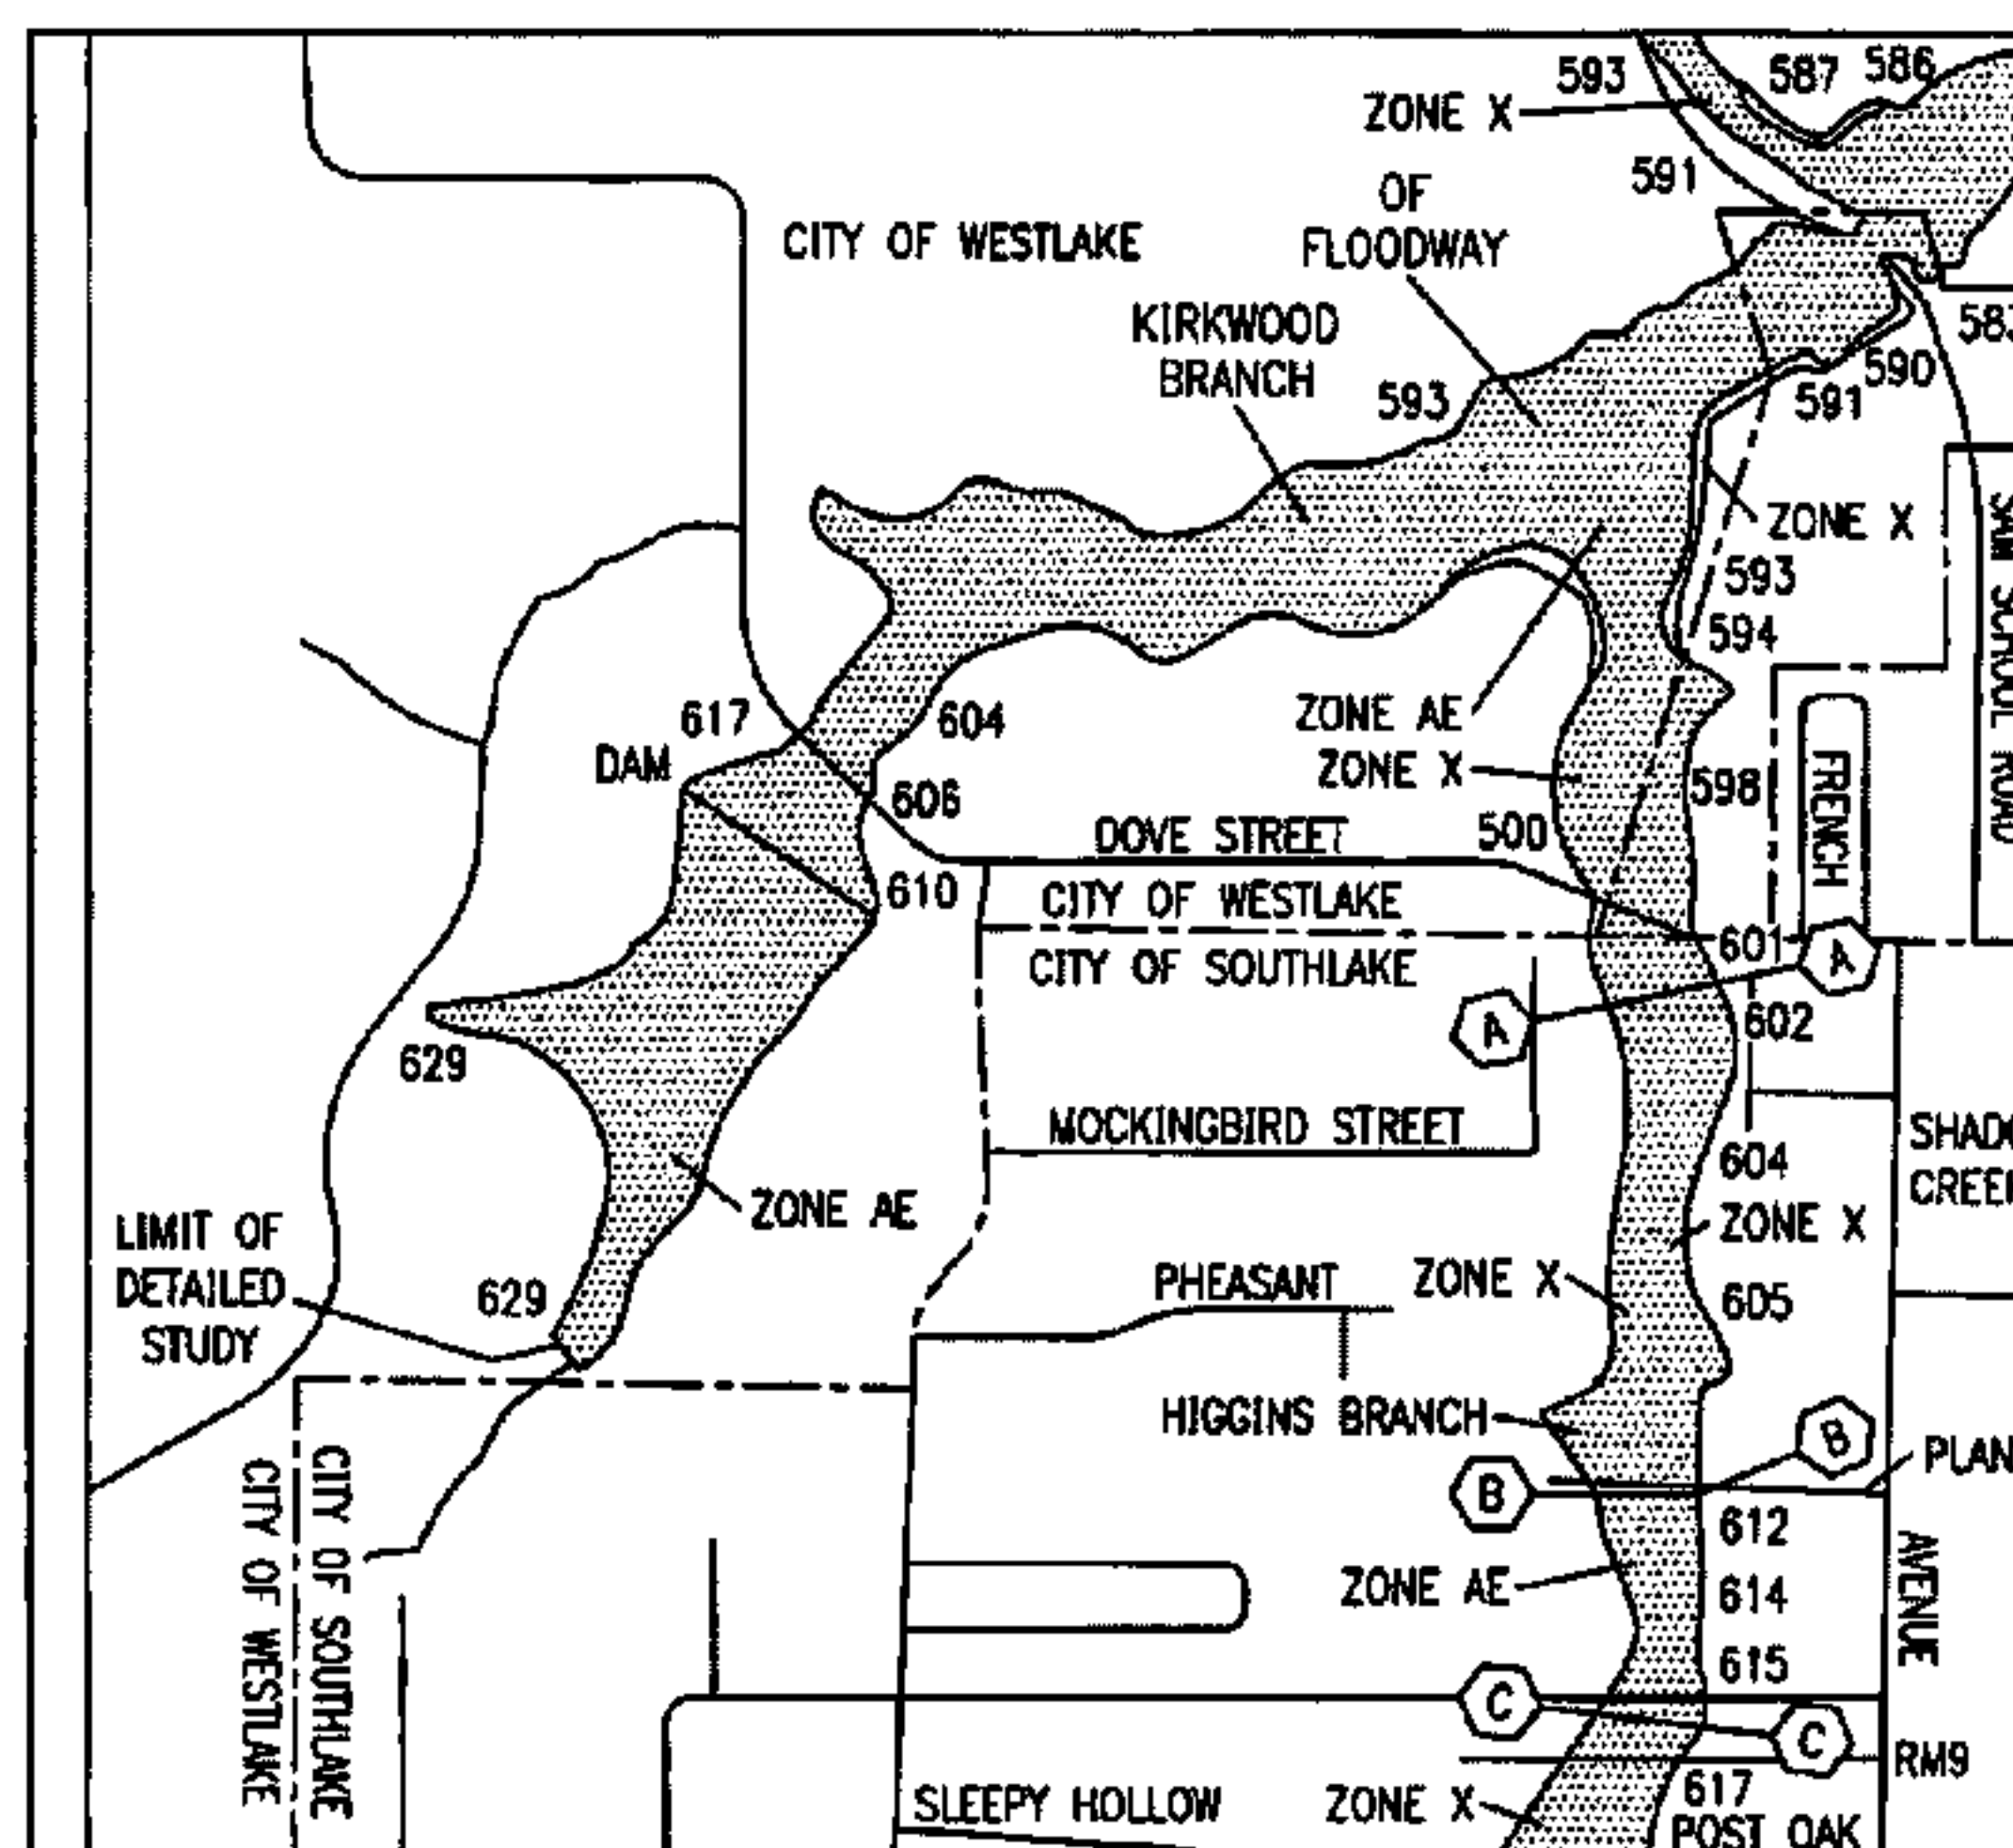 593
587
586
ZONE X
591
OF
FLOODWAY
CITY OF WESTLAKE
KIRKWOOD
BRANCH
593
583
590
591
ZONE X
593
594
617
604
DAM
ZONE AE
ZONE X
606
598
FRENCH
DOVE STREET
500
610
CITY OF WESTLAKE
601
A
CITY OF SOUTHLAKE
A
602
629
MOCKINGBIRD STREET
604
ZONE AE
ZONE X
LIMIT OF
DETAILED
STUDY
629
PHEASANT
ZONE X
605
HIGGINS BRANCH
B
B
612
ZONE AE
614
AVENUE
615
CITY OF SOUTHLAKE
CITY OF WESTLAKE
C
C
RM9
617
SLEEPY HOLLOW
ZONE X
POST OAK